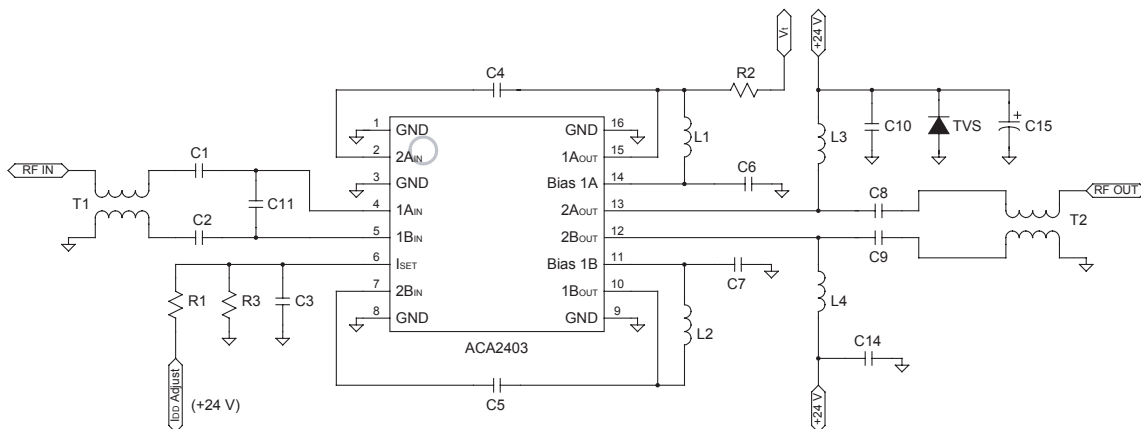 Vt
+24 V
C4
R2
1
GND
GND
16
L1
L3
C10
TVS
+
C15
2
2AIN
1AOUT
15
RF IN
C1
3
GND
Bias 1A
14
C6
C8
RF OUT
T1
C11
4
1AIN
2AOUT
13
T2
C2
5
1BIN
2BOUT
12
C9
6
ISET
Bias 1B
11
C7
R1
R3
C3
7
2BIN
1BOUT
10
L4
8
GND
GND
9
L2
ACA2403
C14
IDD Adjust
(+24 V)
C5
+24 V